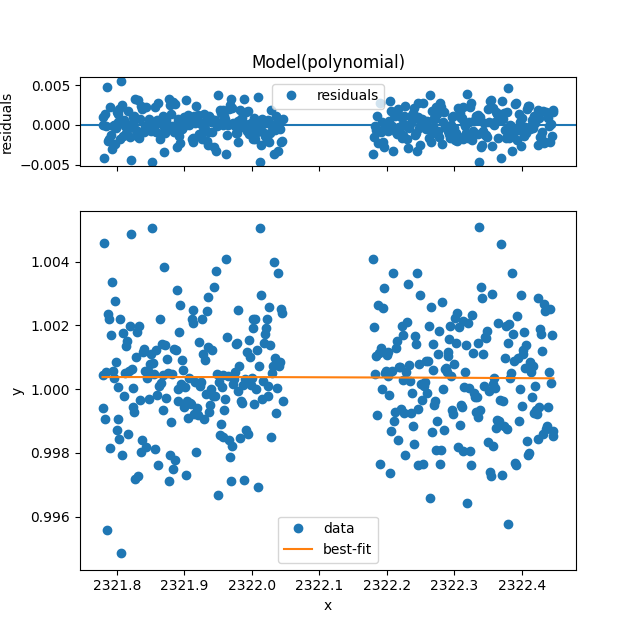 Model(polynomial)
residuals
0.005
0.000
−0.005
residuals
y
1.004
1.002
1.000
0.998
0.996
data
best-fit
2321.8
2321.9
2322.0
2322.1
2322.2
2322.3
2322.4
x